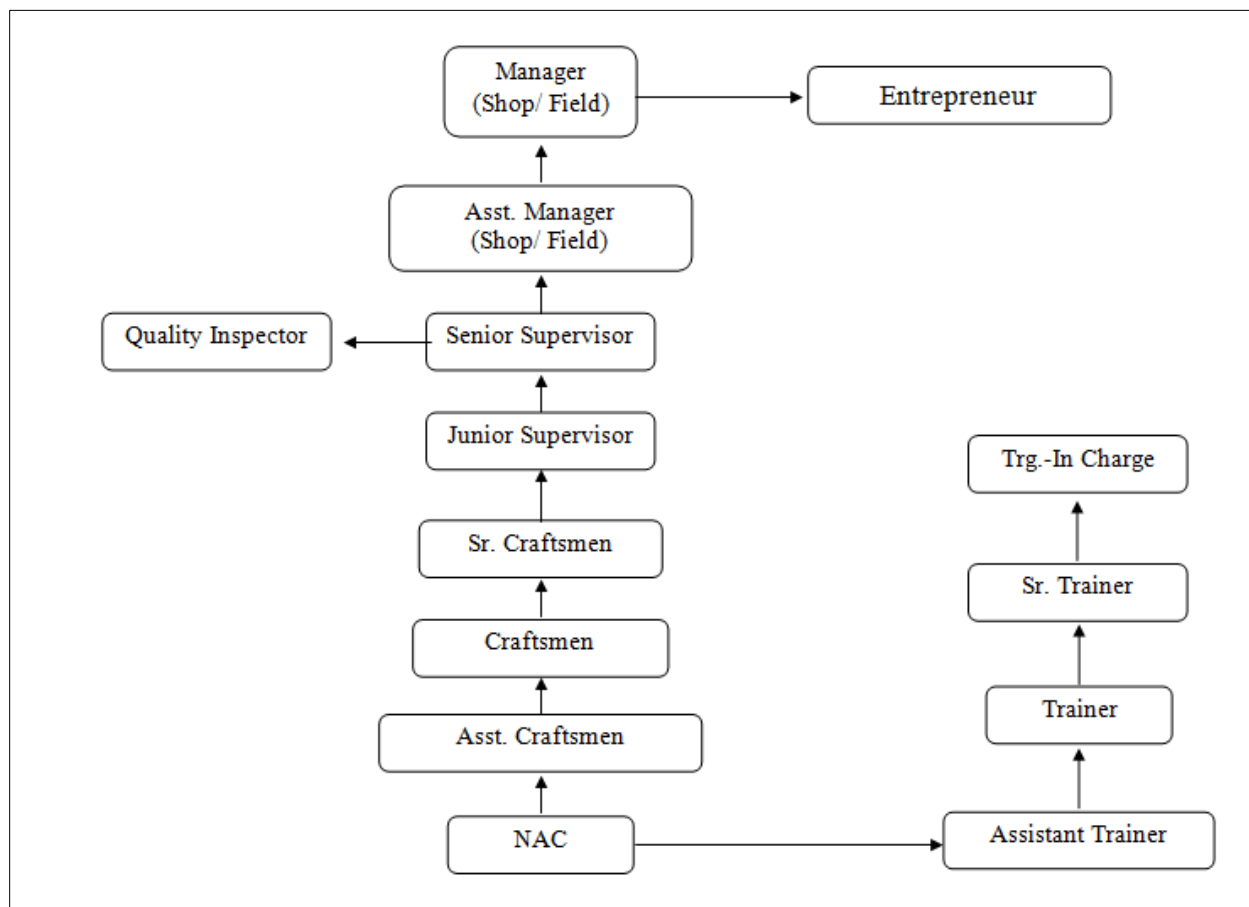 Manager
(Shop/ Field)
Entrepreneur
Asst. Manager
(Shop/ Field)
Quality Inspector
Senior Supervisor
Junior Supervisor
Trg.-In Charge
Sr. Craftsmen
Sr. Trainer
Craftsmen
Trainer
Asst. Craftsmen
NAC
Assistant Trainer